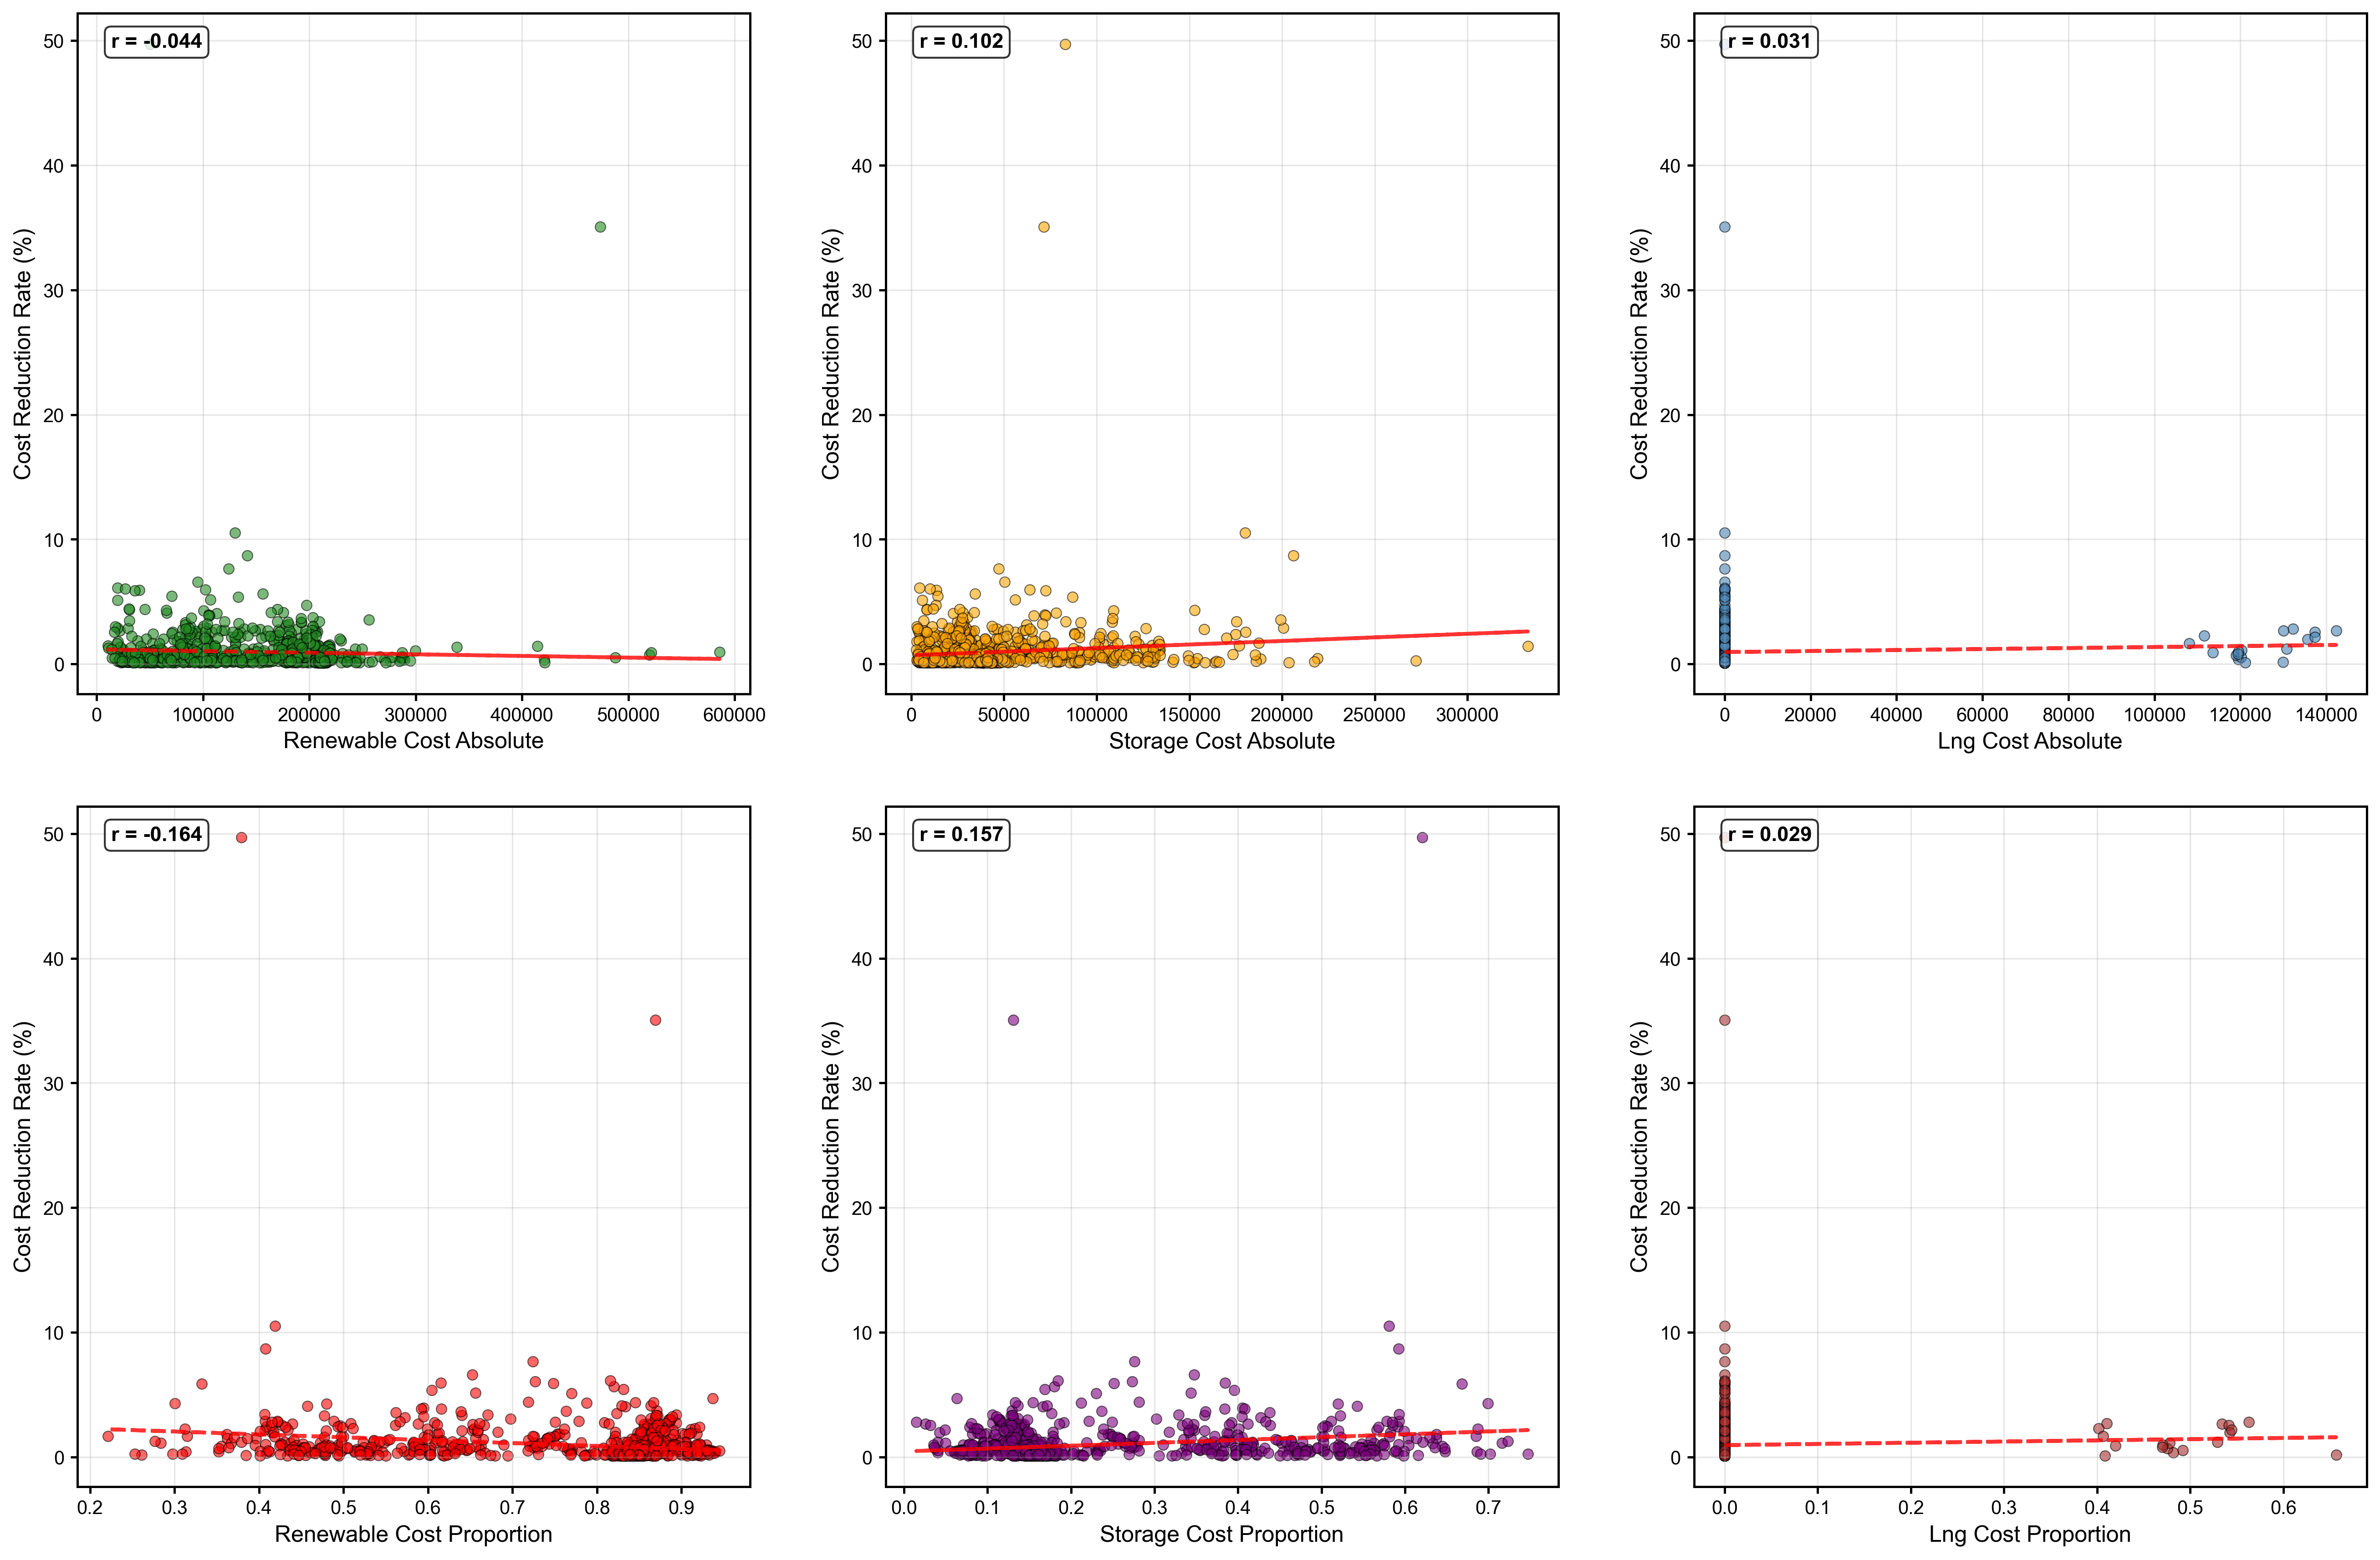 r = -0.044
50
40
30
20
10
0
Cost Reduction Rate (%)
0 100000 200000 300000 400000 500000 600000
Renewable Cost Absolute
r = 0.102
50
40
30
20
10
0
Cost Reduction Rate (%)
0 50000 100000 150000 200000 250000 300000
Storage Cost Absolute
r = 0.031
50
40
30
20
10
0
Cost Reduction Rate (%)
0 20000 40000 60000 80000 100000 120000 140000
Lng Cost Absolute
r = -0.164
50
40
30
20
10
0
Cost Reduction Rate (%)
0.2 0.3 0.4 0.5 0.6 0.7 0.8 0.9
Renewable Cost Proportion
r = 0.157
50
40
30
20
10
0
Cost Reduction Rate (%)
0.0 0.1 0.2 0.3 0.4 0.5 0.6 0.7
Storage Cost Proportion
r = 0.029
50
40
30
20
10
0
Cost Reduction Rate (%)
0.0 0.1 0.2 0.3 0.4 0.5 0.6
Lng Cost Proportion